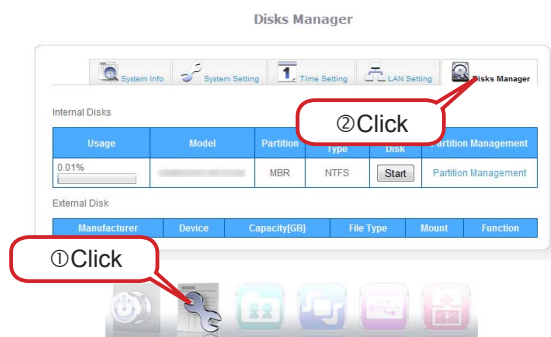 Disks Manager
System Info System Setting 1 Time Setting LAN Setting Disks Manager
Internal Disks
②Click
Usage Model Partition Type Disk Partition Management
0.01% MBR NTFS Start Partition Management
External Disk
Manufacturer Device Capacity[GB] File Type Mount Function
①Click